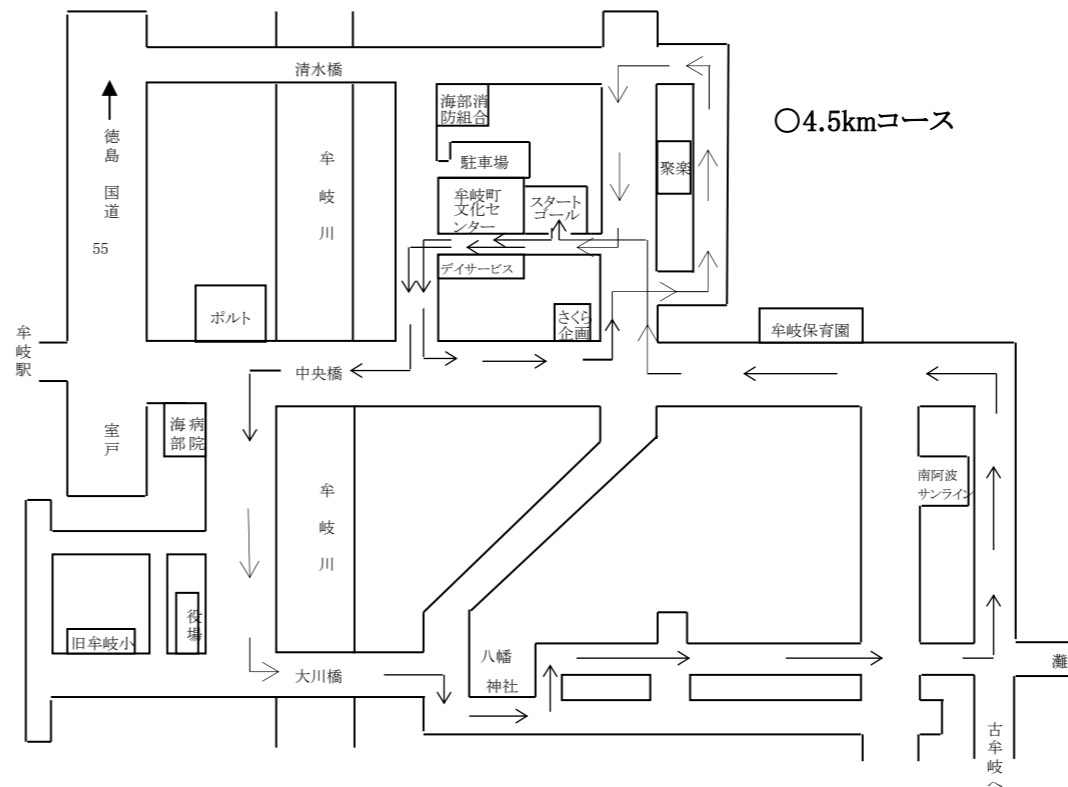 清水橋
○4.5kmコース
徳島 国道
55
牟岐川
海部消
防組合
駐車場
牟岐町
文化セ
ンター
スタート
ゴール
聚楽
デイサービス
ポルト
さくら
企画
牟岐保育園
牟岐駅
中央橋
室戸
海部
病院
牟岐川
南阿波
サンライン
役場
旧牟岐小
大川橋
八幡
神社
灘
古牟岐へ